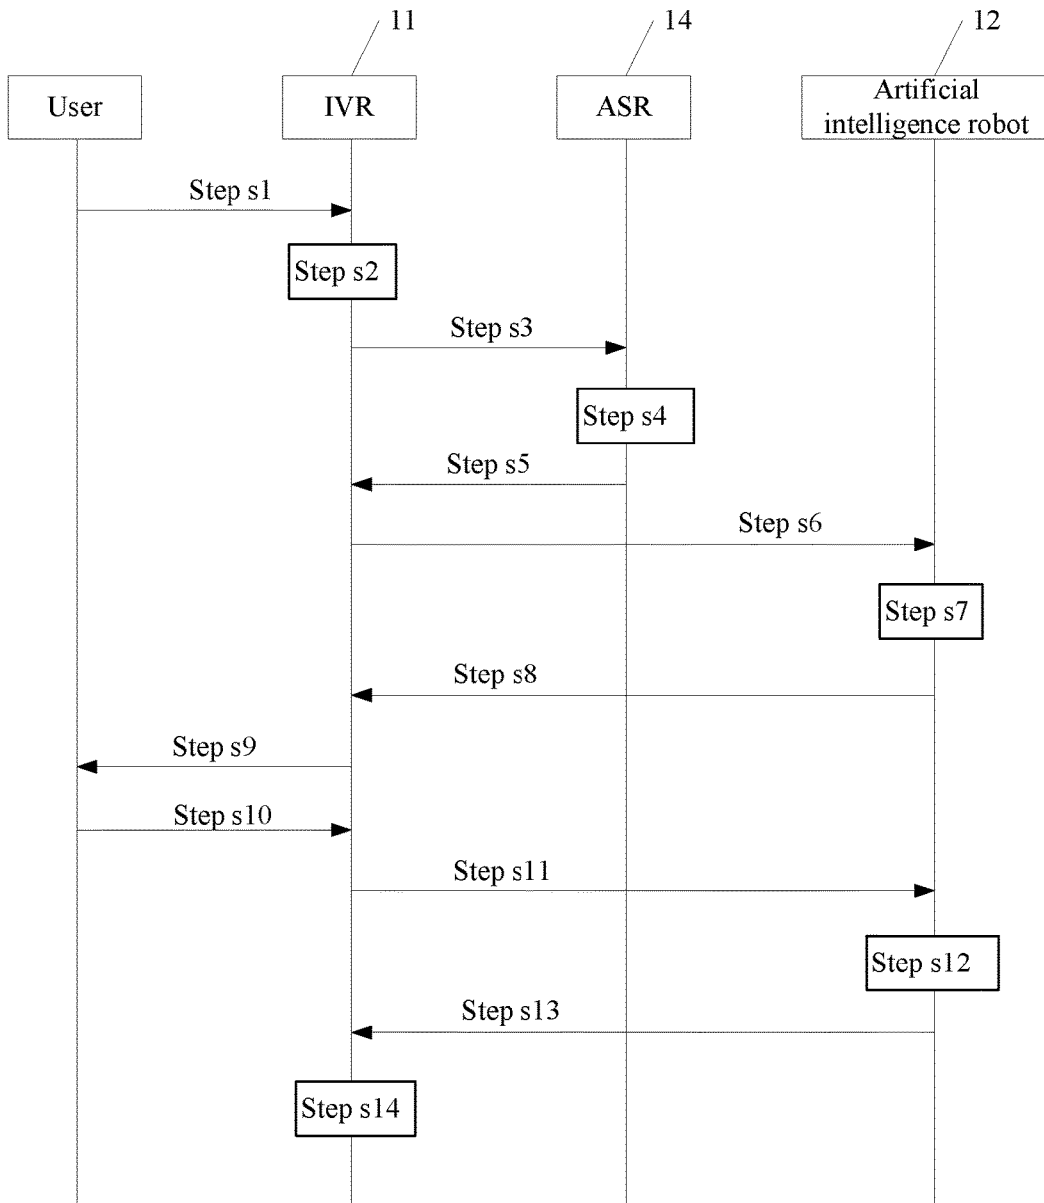 11
14
12
User
IVR
ASR
Artificial
intelligence robot
Step s1
Step s2
Step s3
Step s4
Step s5
Step s6
Step s7
Step s8
Step s9
Step s10
Step s11
Step s12
Step s13
Step s14